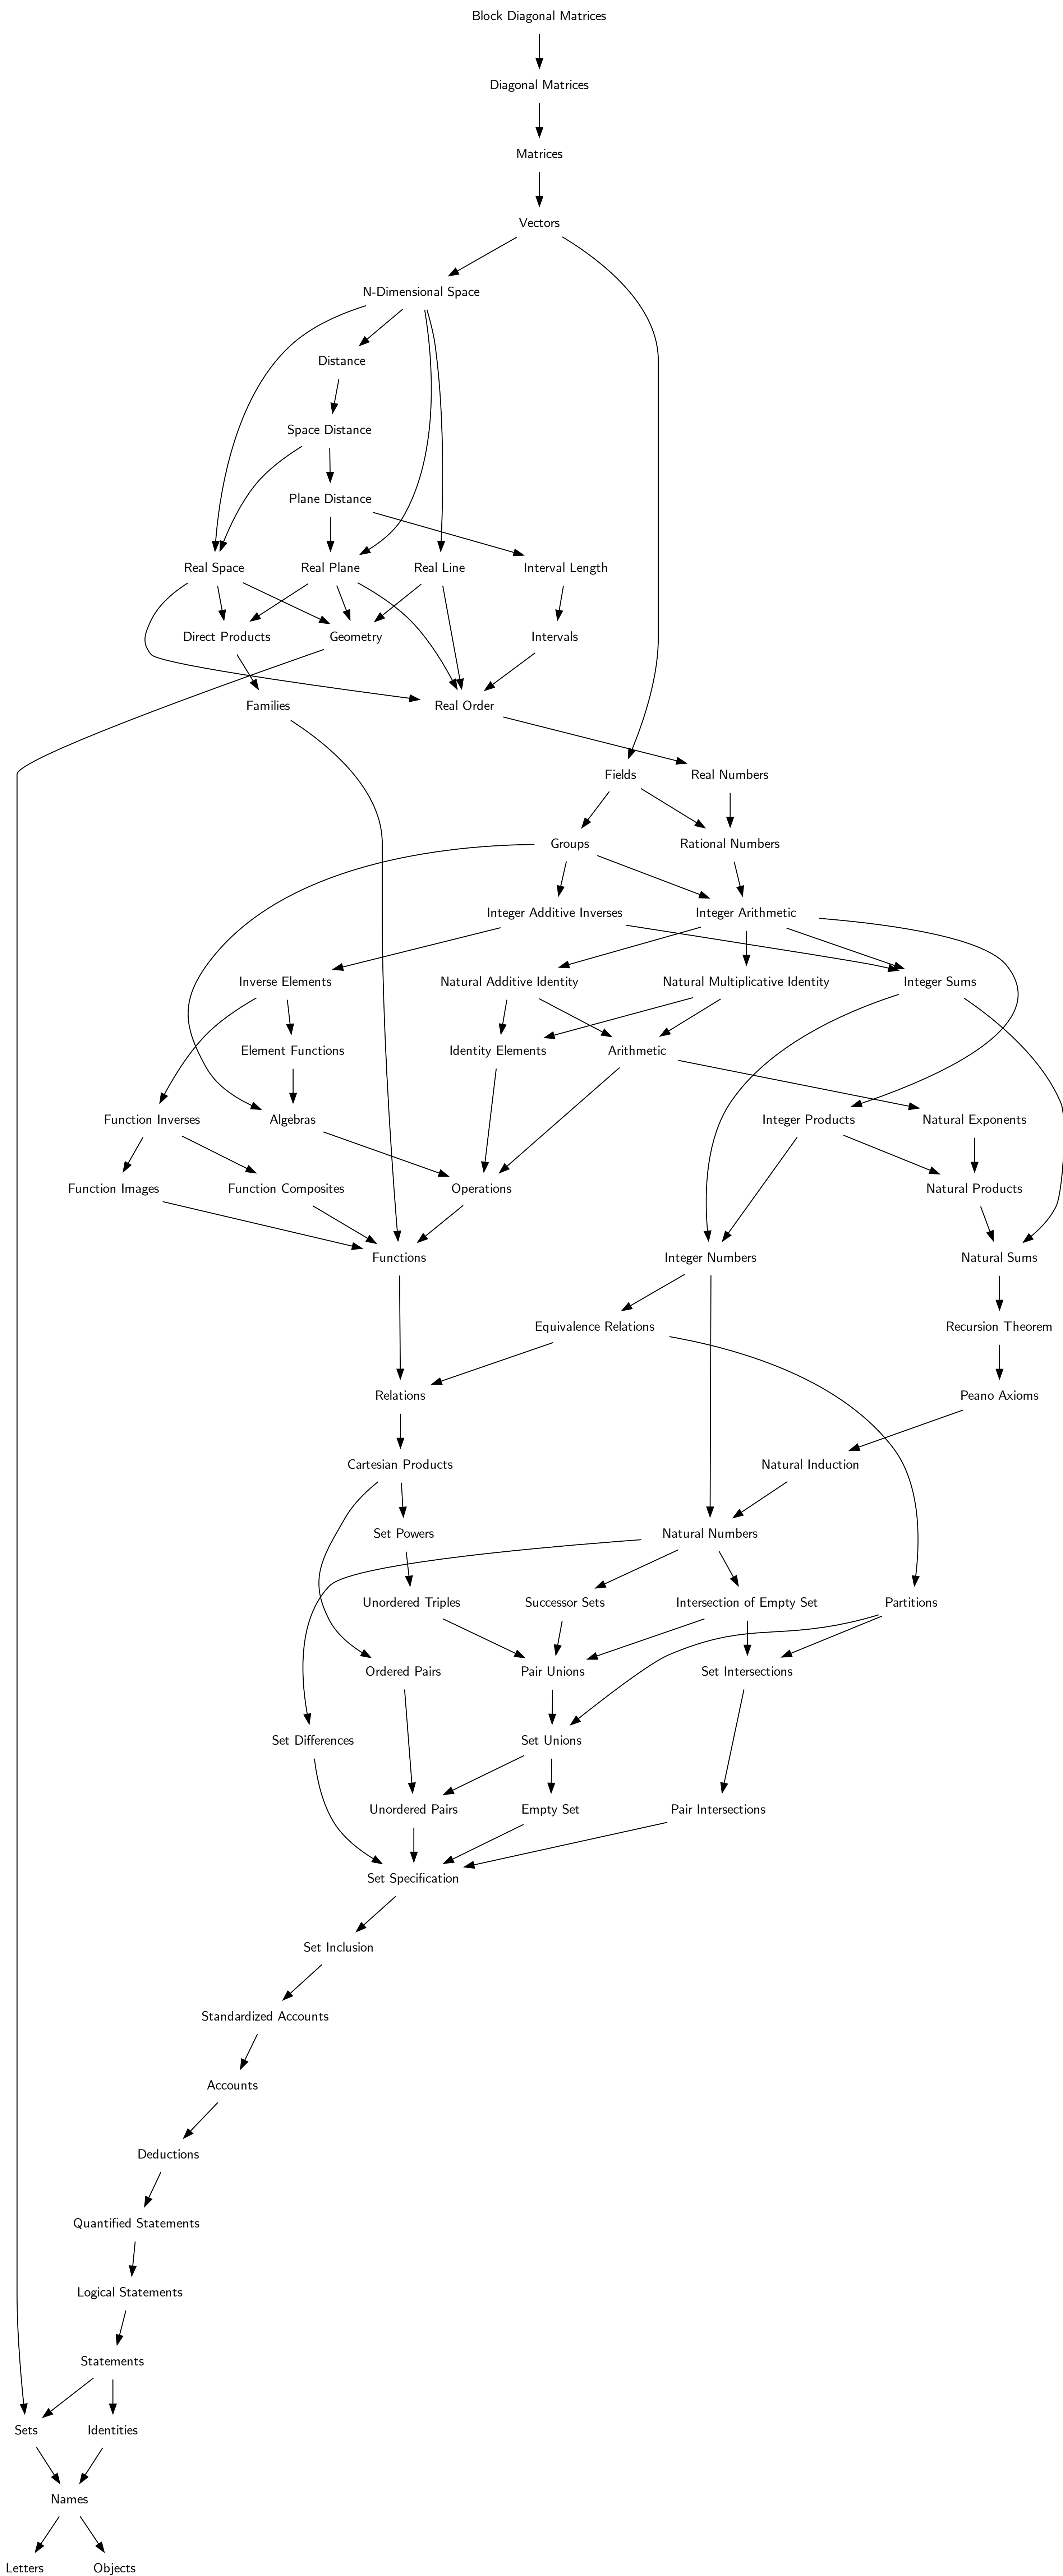 Block Diagonal Matrices
Diagonal Matrices
Matrices
Vectors
N-Dimensional Space
Distance
Space Distance
Plane Distance
Real Space
Real Plane
Real Line
Interval Length
Direct Products
Geometry
Intervals
Families
Real Order
Fields
Real Numbers
Groups
Rational Numbers
Integer Additive Inverses
Integer Arithmetic
Inverse Elements
Natural Additive Identity
Natural Multiplicative Identity
Integer Sums
Element Functions
Identity Elements
Arithmetic
Function Inverses
Algebras
Integer Products
Natural Exponents
Function Images
Function Composites
Operations
Natural Products
Functions
Integer Numbers
Natural Sums
Equivalence Relations
Recursion Theorem
Relations
Peano Axioms
Cartesian Products
Natural Induction
Set Powers
Natural Numbers
Unordered Triples
Successor Sets
Intersection of Empty Set
Partitions
Ordered Pairs
Pair Unions
Set Intersections
Set Differences
Set Unions
Unordered Pairs
Empty Set
Pair Intersections
Set Specification
Set Inclusion
Standardized Accounts
Accounts
Deductions
Quantified Statements
Logical Statements
Statements
Sets
Identities
Names
Letters
Objects